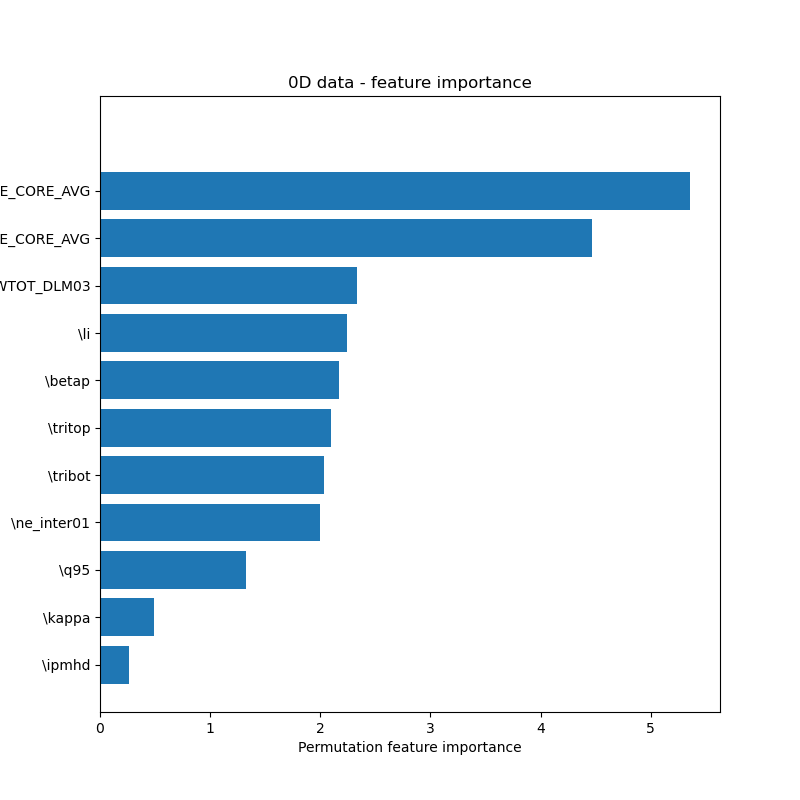 0D data - feature importance
E_CORE_AVG
E_CORE_AVG
WTOT_DLM03
\li
\betap
\tritop
\tribot
\ne_inter01
\q95
\kappa
\ipmhd
0 1 2 3 4 5
Permutation feature importance